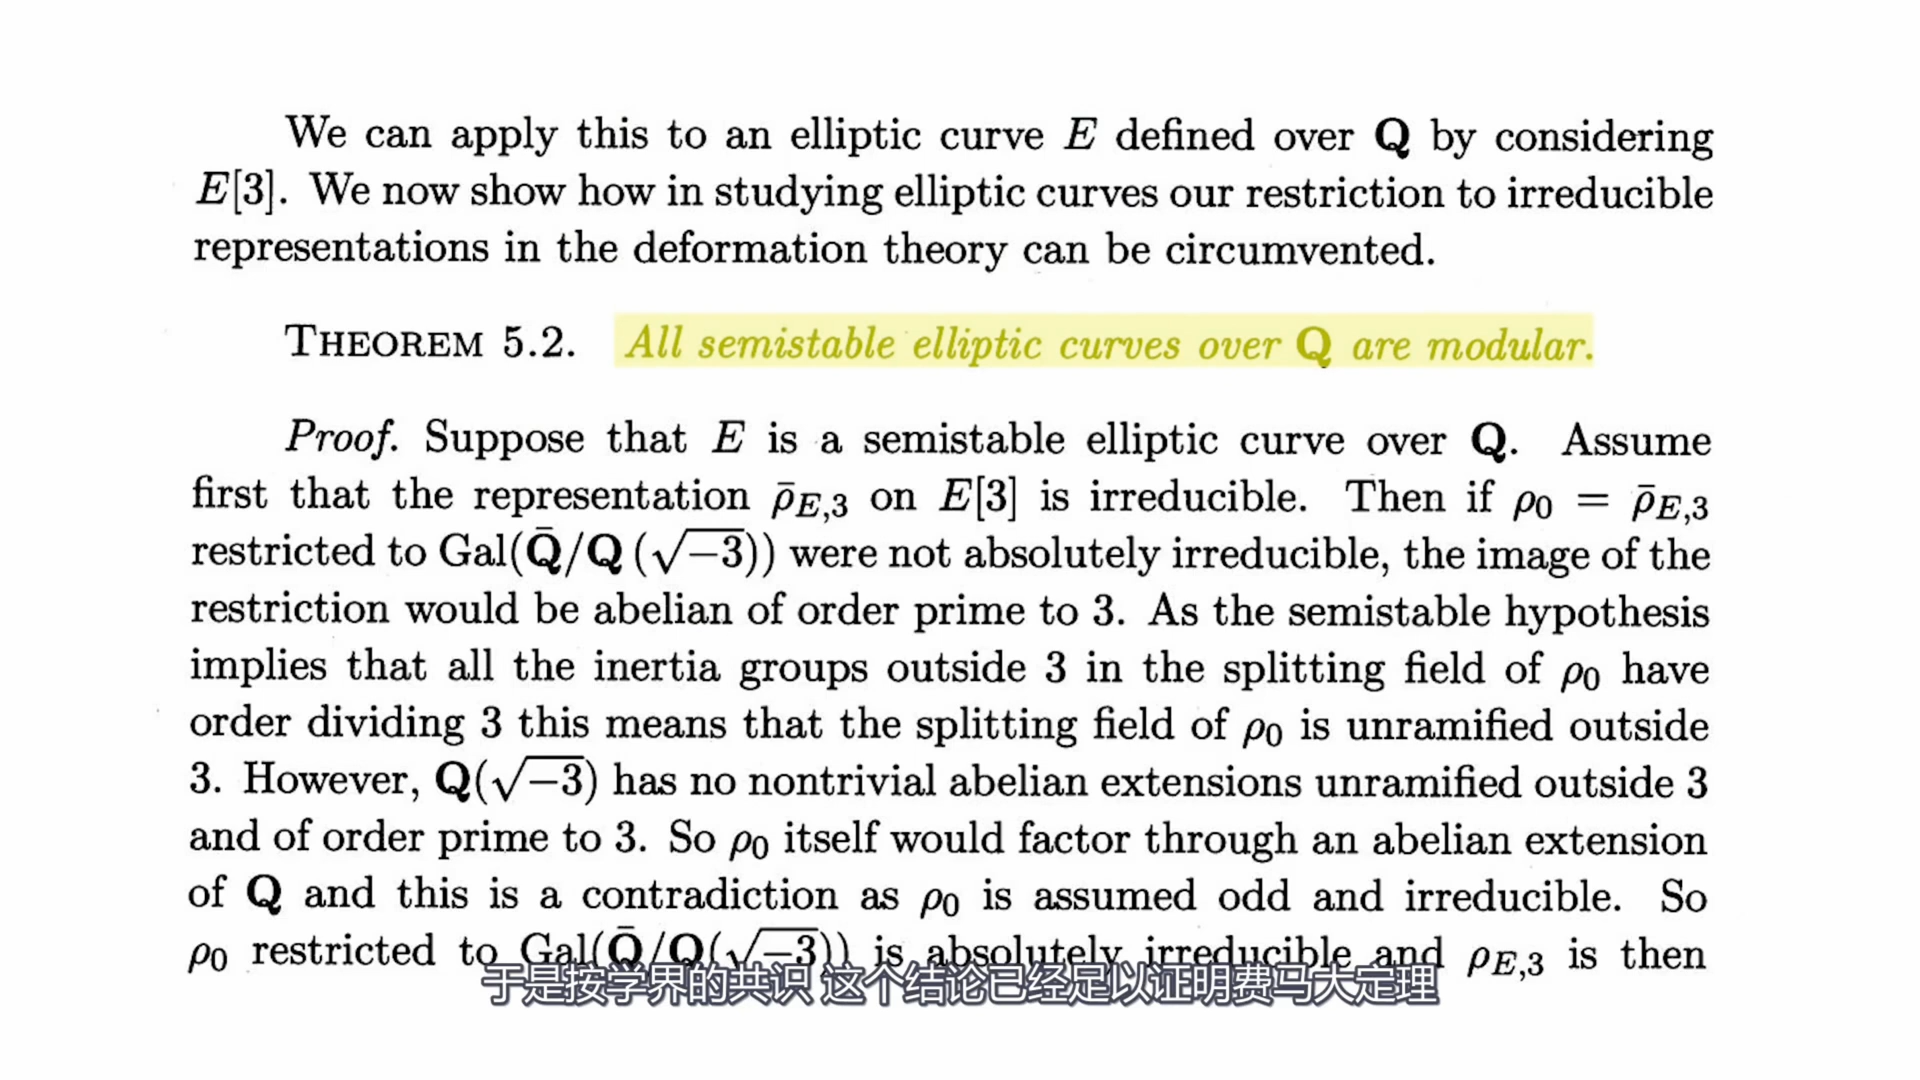 We can apply this to an elliptic curve E defined over Q by considering
E[3]. We now show how in studying elliptic curves our restriction to irreducible
representations in the deformation theory can be circumvented.
THEOREM 5.2. All semistable elliptic curves over Q are modular.
Proof. Suppose that E is a semistable elliptic curve over Q. Assume
first that the representation ρ̄E,3 on E[3] is irreducible. Then if ρ0 = ρ̄E,3
restricted to Gal(Q̄/Q(√−3)) were not absolutely irreducible, the image of the
restriction would be abelian of order prime to 3. As the semistable hypothesis
implies that all the inertia groups outside 3 in the splitting field of ρ0 have
order dividing 3 this means that the splitting field of ρ0 is unramified outside
3. However, Q(√−3) has no nontrivial abelian extensions unramified outside 3
and of order prime to 3. So ρ0 itself would factor through an abelian extension
of Q and this is a contradiction as ρ0 is assumed odd and irreducible. So
ρ0 restricted to Gal(Q̄/Q(√−3)) is absolutely irreducible and ρE,3 is then
于是按学界的共识 这个结论已经足以证明费马大定理